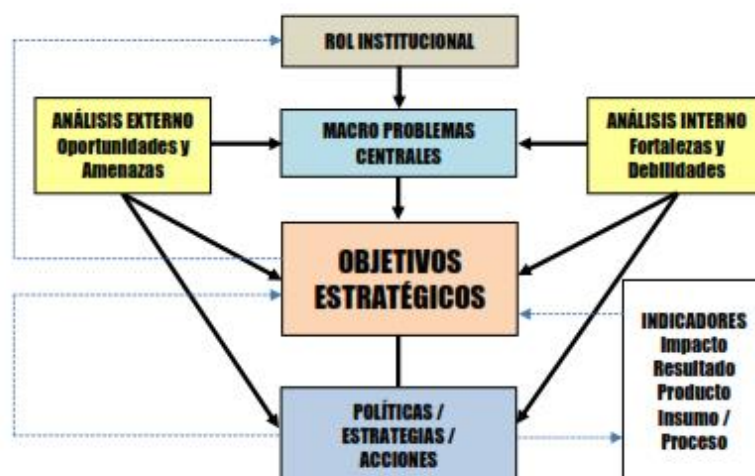 ROL INSTITUCIONAL
ANÁLISIS EXTERNO
Oportunidades y
Amenazas
MACRO PROBLEMAS
CENTRALES
ANÁLISIS INTERNO
Fortalezas y
Debilidades
OBJETIVOS
ESTRATÉGICOS
INDICADORES
Impacto
Resultado
Producto
Insumo /
Proceso
POLÍTICAS /
ESTRATEGIAS /
ACCIONES